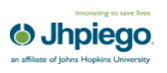 innovating to save lives
Jhpiego
an affiliate of Johns Hopkins University